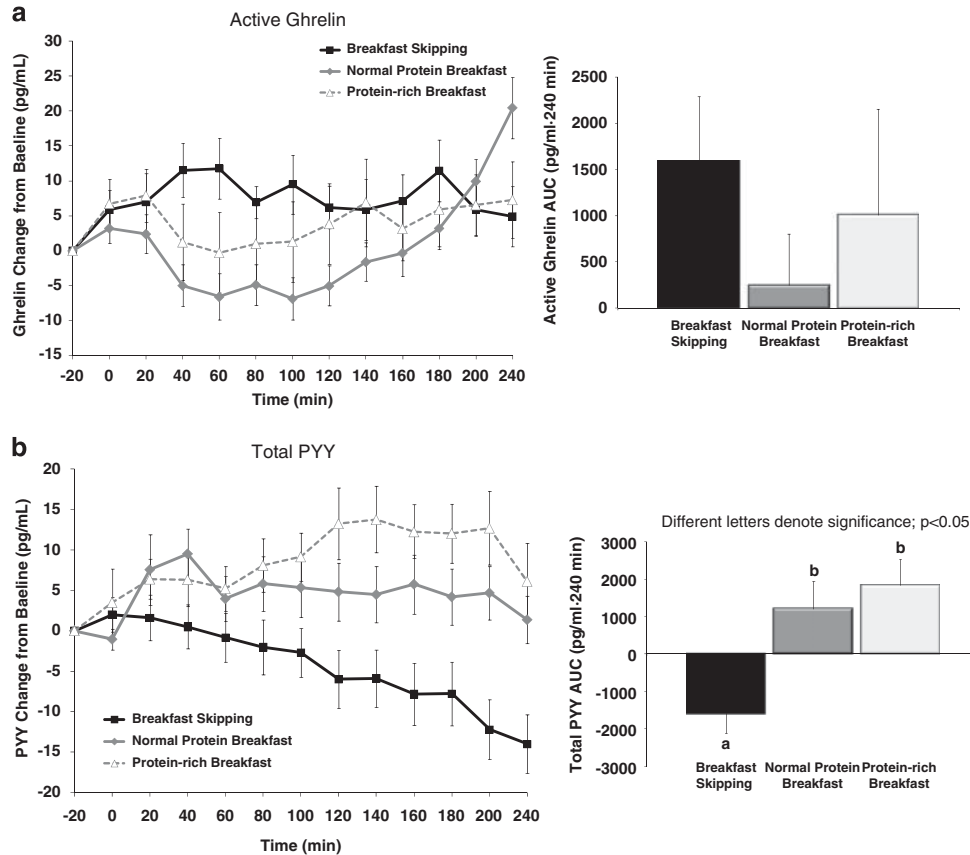 a
Active Ghrelin
Ghrelin Change from Baeline (pg/mL)
30
25
20
15
10
5
0
-5
-10
-15
Breakfast Skipping
Normal Protein Breakfast
Protein-rich Breakfast
-20 0 20 40 60 80 100 120 140 160 180 200 240
Time (min)
Active Ghrelin AUC (pg/ml·240 min)
2500
2000
1500
1000
500
0
Breakfast Normal Protein Protein-rich
Skipping Breakfast Breakfast
b
Total PYY
PYY Change from Baeline (pg/mL)
20
15
10
5
0
-5
-10
-15
-20
Breakfast Skipping
Normal Protein Breakfast
Protein-rich Breakfast
-20 0 20 40 60 80 100 120 140 160 180 200 240
Time (min)
Different letters denote significance; p<0.05
Total PYY AUC (pg/ml·240 min)
3000
2000
1000
0
-1000
-2000
-3000
b
b
a
Breakfast Normal Protein Protein-rich
Skipping Breakfast Breakfast